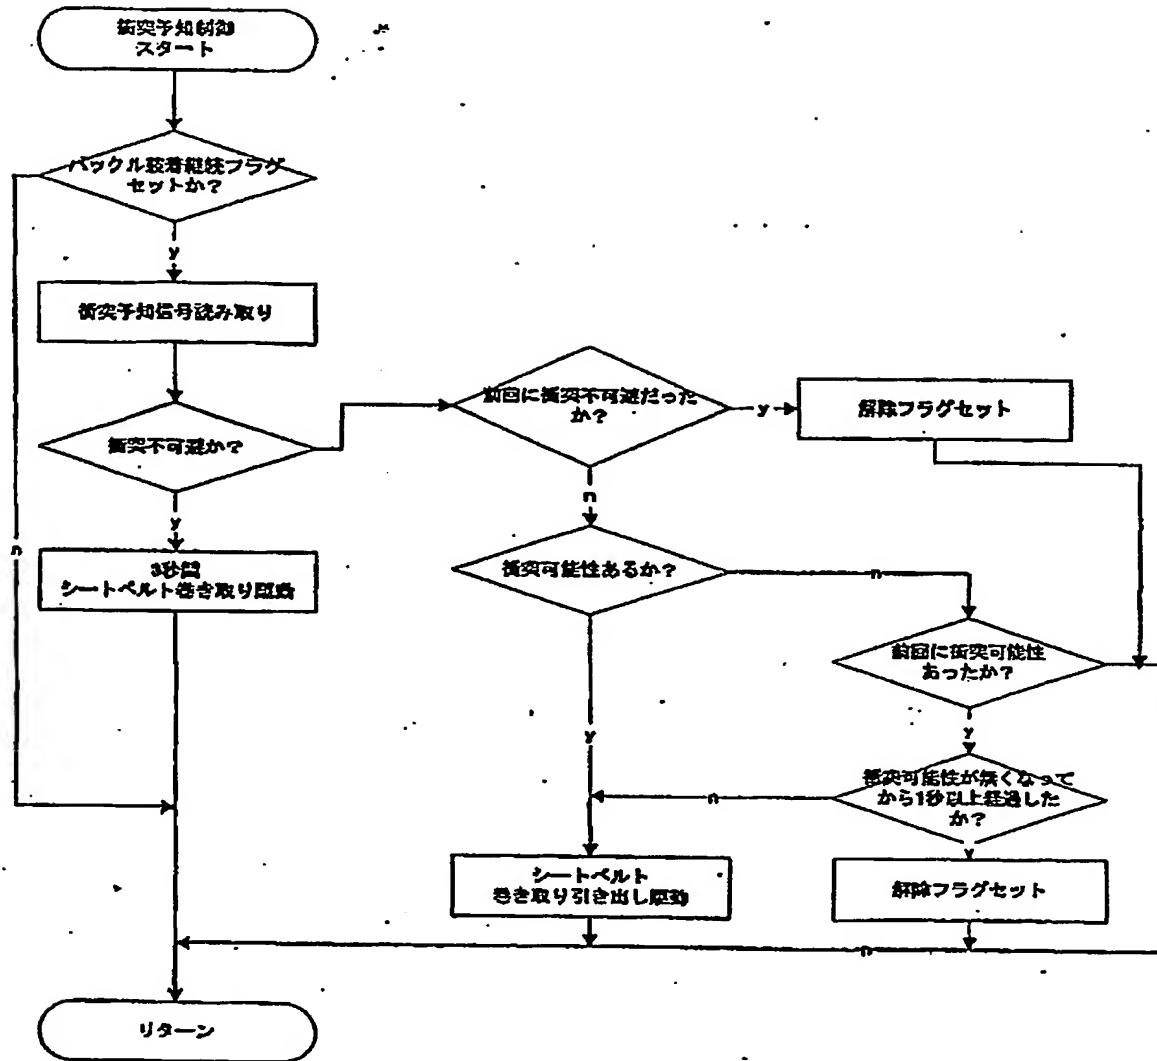 衝突予知制御
スタート
バックル装着継続フラグ
セットか？
y
衝突予知信号読み取り
衝突不可避か？
y
n
3秒間
シートベルト巻き取り駆動
前回に衝突不可避だった
か？
y
解除フラグセット
n
衝突可能性あるか？
n
前回に衝突可能性
あったか？
y
y
衝突可能性が無くなって
から1秒以上経過した
か？
n
y
シートベルト
巻き取り引き出し駆動
解除フラグセット
n
リターン